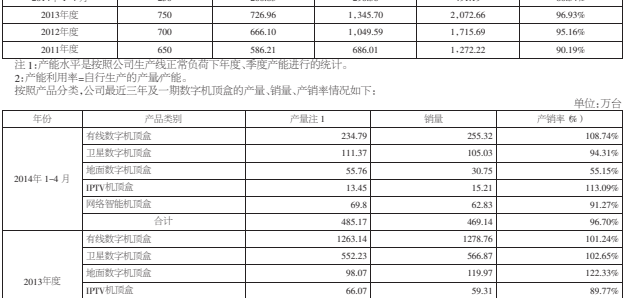 2013年度 750 726.96 1,345.70 2,072.66 96.93%
2012年度 700 666.10 1,049.59 1,715.69 95.16%
2011年度 650 586.21 686.01 1,272.22 90.19%
注1:产能水平是按照公司生产线正常负荷下年度、季度产能进行的统计。
2:产能利用率=自行生产的产量/产能。
按照产品分类,公司最近三年及一期数字机顶盒的产量、销量、产销率情况如下:
单位:万台
年份 产品类别 产量注1 销量 产销率(%)
2014年1-4月 有线数字机顶盒 234.79 255.32 108.74%
卫星数字机顶盒 111.37 105.03 94.31%
地面数字机顶盒 55.76 30.75 55.15%
IPTV机顶盒 13.45 15.21 113.09%
网络智能机顶盒 69.8 62.83 91.27%
合计 485.17 469.14 96.70%
2013年度 有线数字机顶盒 1263.14 1278.76 101.24%
卫星数字机顶盒 552.23 566.87 102.65%
地面数字机顶盒 98.07 119.97 122.33%
IPTV机顶盒 66.07 59.31 89.77%